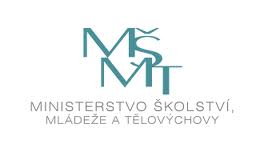 MŠ
MT
MINISTERSTVO ŠKOLSTVÍ,
MLÁDEŽE A TĚLOVÝCHOVY